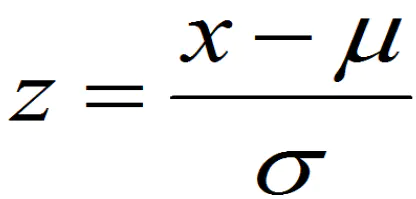 z = (x − μ) / σ